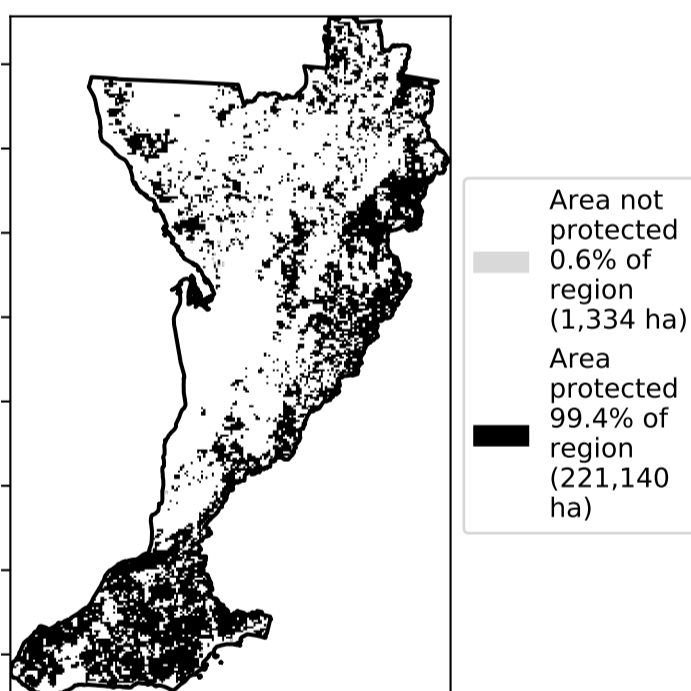 Area not
protected
0.6% of
region
(1,334 ha)
Area
protected
99.4% of
region
(221,140
ha)